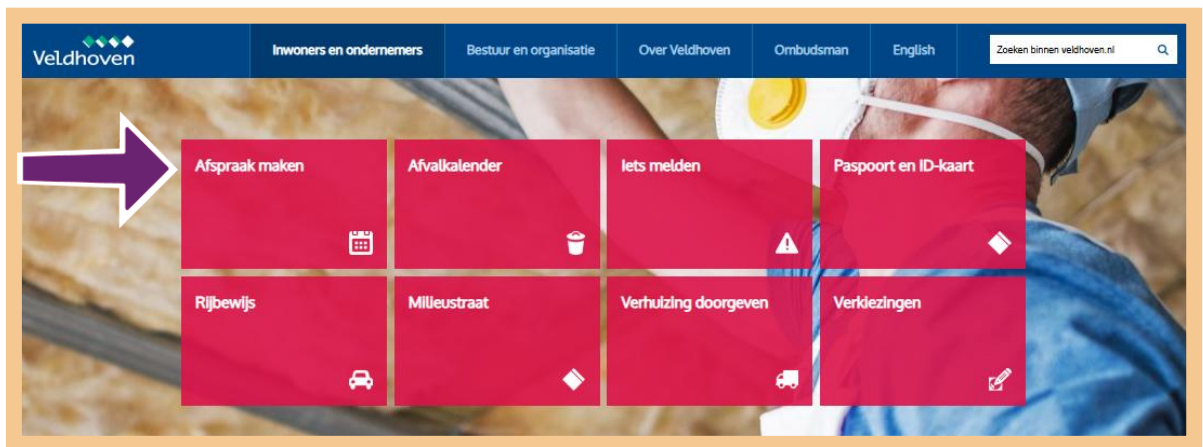 Veldhoven
Inwoners en ondernemers
Bestuur en organisatie
Over Veldhoven
Ombudsman
English
Zoeken binnen veldhoven.nl
Afspraak maken
Afvalkalender
Iets melden
Paspoort en ID-kaart
Rijbewijs
Milieustraat
Verhuizing doorgeven
Verkiezingen